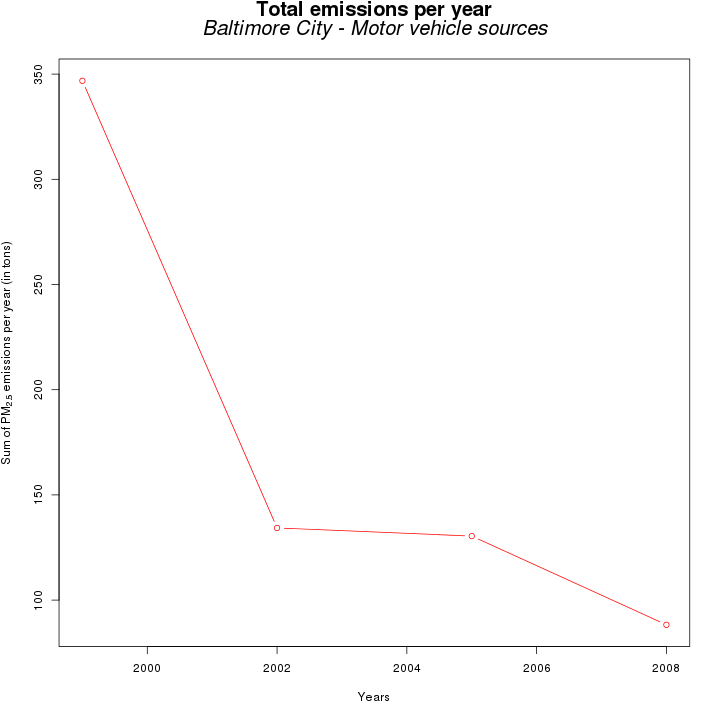 Total emissions per year
Baltimore City - Motor vehicle sources
Sum of PM2.5 emissions per year (in tons)
350
300
250
200
150
100
2000 2002 2004 2006 2008
Years